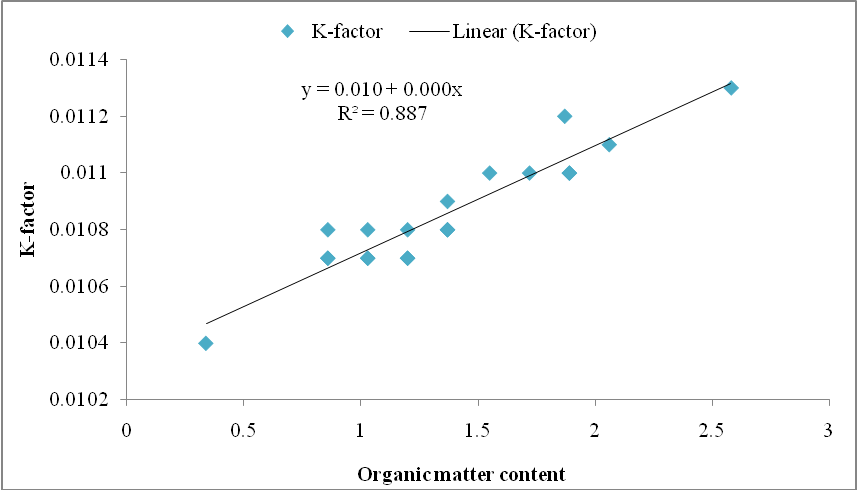 K-factor Linear (K-factor)
y = 0.010 + 0.000x
R² = 0.887
0.0114
0.0112
0.011
0.0108
0.0106
0.0104
0.0102
K-factor
0 0.5 1 1.5 2 2.5 3
Organic matter content